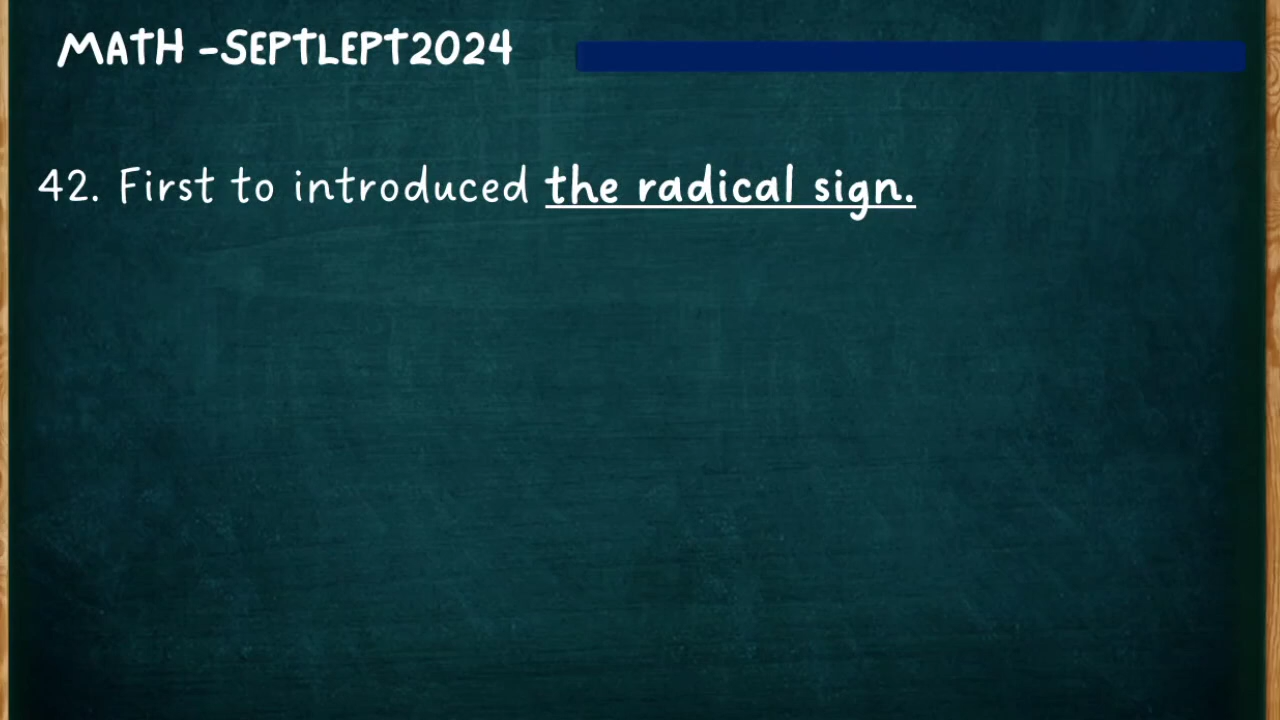 MATH -SEPTLEPT2024
42. First to introduced the radical sign.